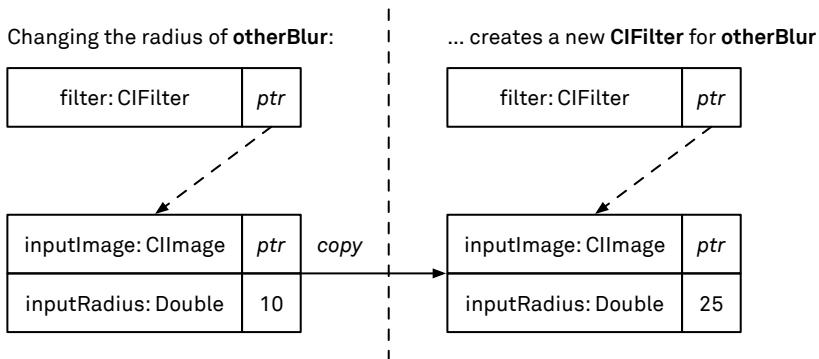 Changing the radius of otherBlur:
filter: CIFilter ptr
inputImage: CIImage ptr
copy
inputRadius: Double 10
... creates a new CIFilter for otherBlur
filter: CIFilter ptr
inputImage: CIImage ptr
inputRadius: Double 25